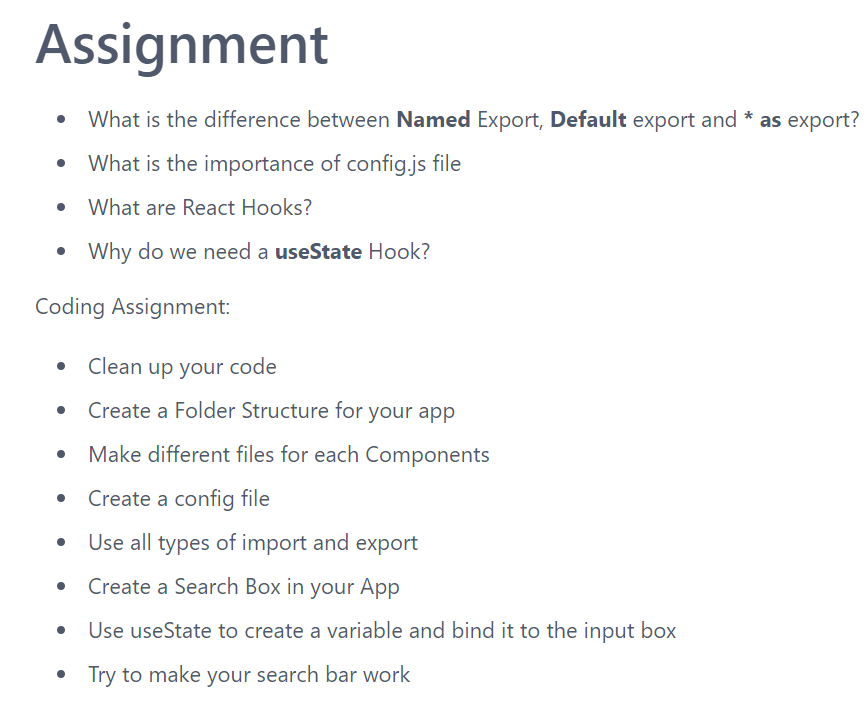 Assignment
• What is the difference between Named Export, Default export and * as export?
• What is the importance of config.js file
• What are React Hooks?
• Why do we need a useState Hook?
Coding Assignment:
• Clean up your code
• Create a Folder Structure for your app
• Make different files for each Components
• Create a config file
• Use all types of import and export
• Create a Search Box in your App
• Use useState to create a variable and bind it to the input box
• Try to make your search bar work